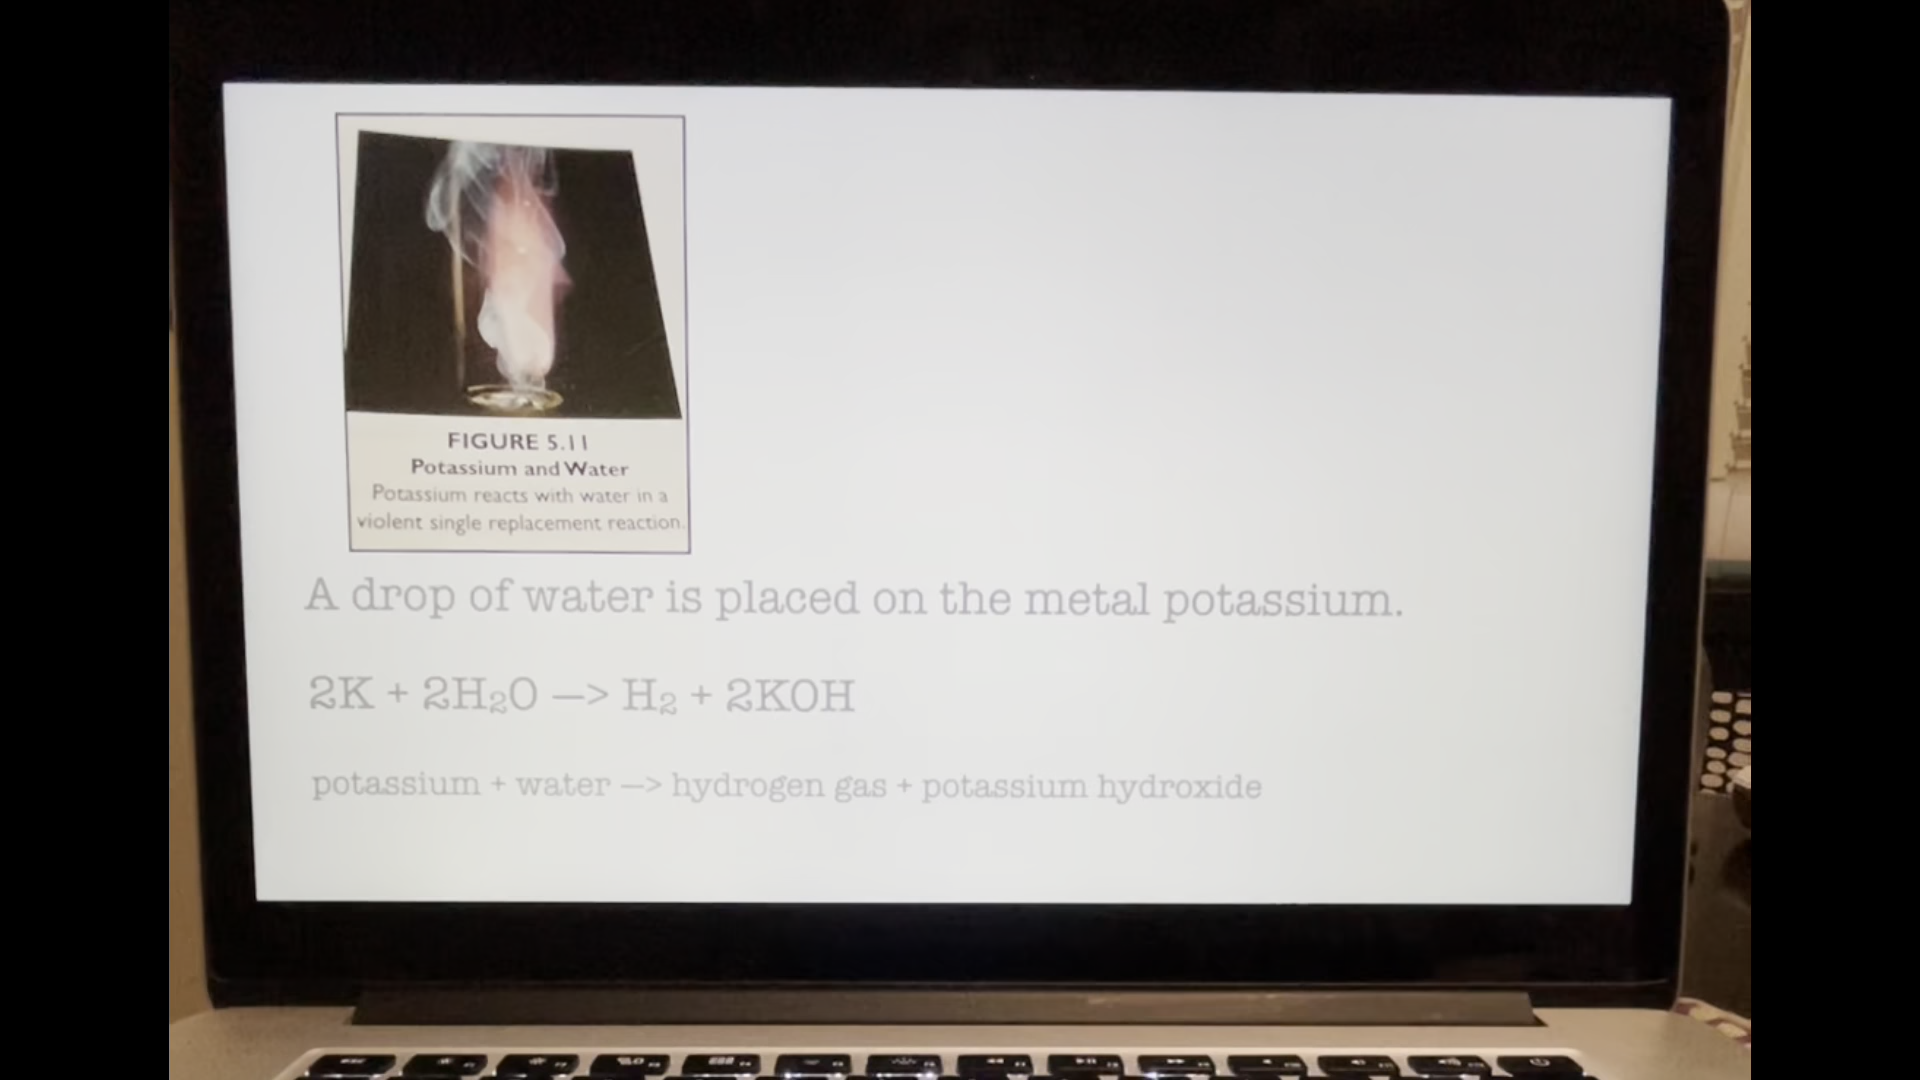 FIGURE 5.11
Potassium and Water
Potassium reacts with water in a
violent single replacement reaction.
A drop of water is placed on the metal potassium.
2K + 2H₂O —> H₂ + 2KOH
potassium + water —> hydrogen gas + potassium hydroxide
esc